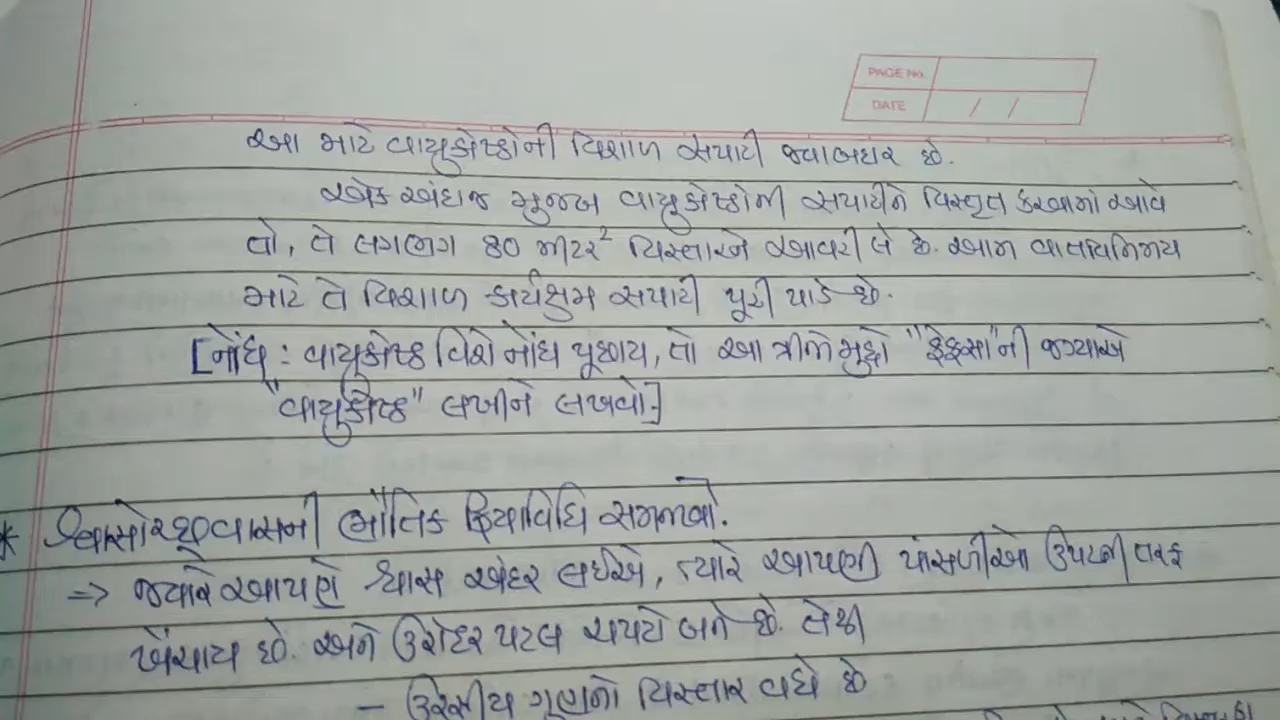 PAGE No.
DATE / /
આ માટે વાયુકોષ્ઠોની વિશાળ સપાટી જવાબદાર છે.
એક અંદાજ મુજબ વાયુકોષ્ઠોની સપાટીને વિસ્તૃત કરવામાં આવે
તો, તે લગભગ 80 મીટર² વિસ્તારને આવરી લે છે. આમ વાતવિનિમય
માટે તે વિશાળ કાર્યક્ષમ સપાટી પૂરી પાડે છે.
[નોંધ : વાયુકોષ્ઠ વિશે નોંધ પૂછાય, તો આ ત્રીજો મુદ્દો "ફેફસા"ની જગ્યાએ
"વાયુકોષ્ઠ" લખીને લખવો.]
* શ્વાસોચ્છ્વાસની ભૌતિક ક્રિયાવિધિ સમજાવો.
⇒ જ્યારે આપણે શ્વાસ અંદર લઈએ, ત્યારે આપણી પાંસળીઓ ઉપરની તરફ
ખેંચાય છે. અને ઉરોદર પટલ ચપટો બને છે. તેથી
– ઉરસીય ગુહાનો વિસ્તાર વધે છે